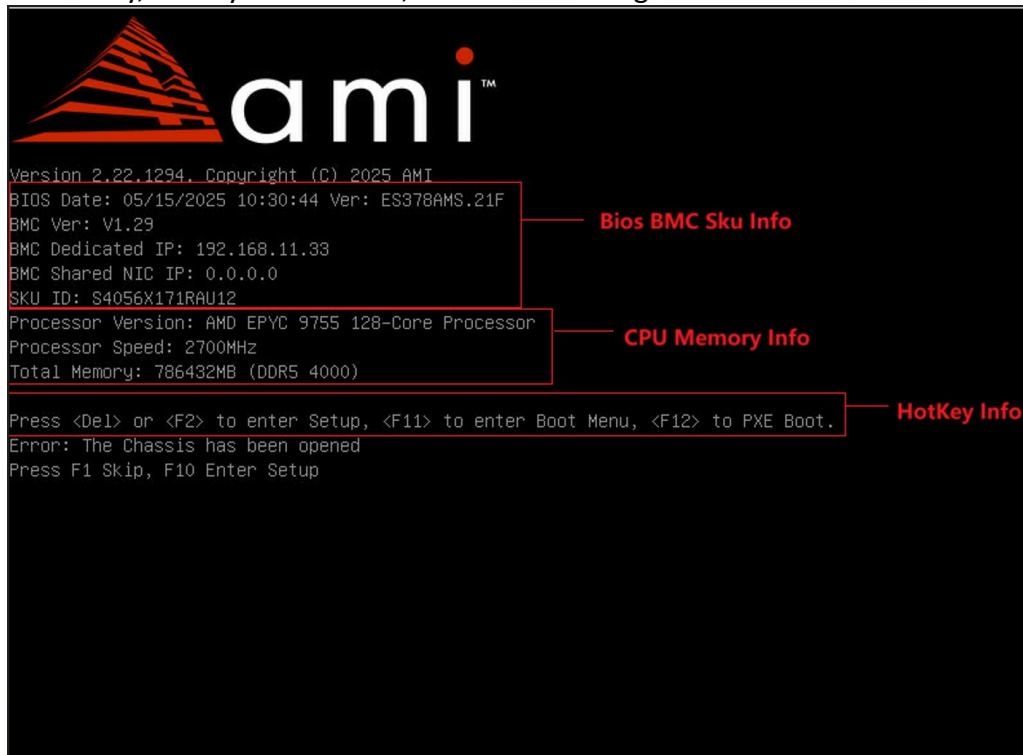 ami™
Version 2.22.1294. Copyright (C) 2025 AMI
BIOS Date: 05/15/2025 10:30:44 Ver: ES378AMS.21F
BMC Ver: V1.29
BMC Dedicated IP: 192.168.11.33
BMC Shared NIC IP: 0.0.0.0
SKU ID: S4056X171RAU12
Bios BMC Sku Info
Processor Version: AMD EPYC 9755 128-Core Processor
Processor Speed: 2700MHz
Total Memory: 786432MB (DDR5 4000)
CPU Memory Info
Press <Del> or <F2> to enter Setup, <F11> to enter Boot Menu, <F12> to PXE Boot.
HotKey Info
Error: The Chassis has been opened
Press F1 Skip, F10 Enter Setup